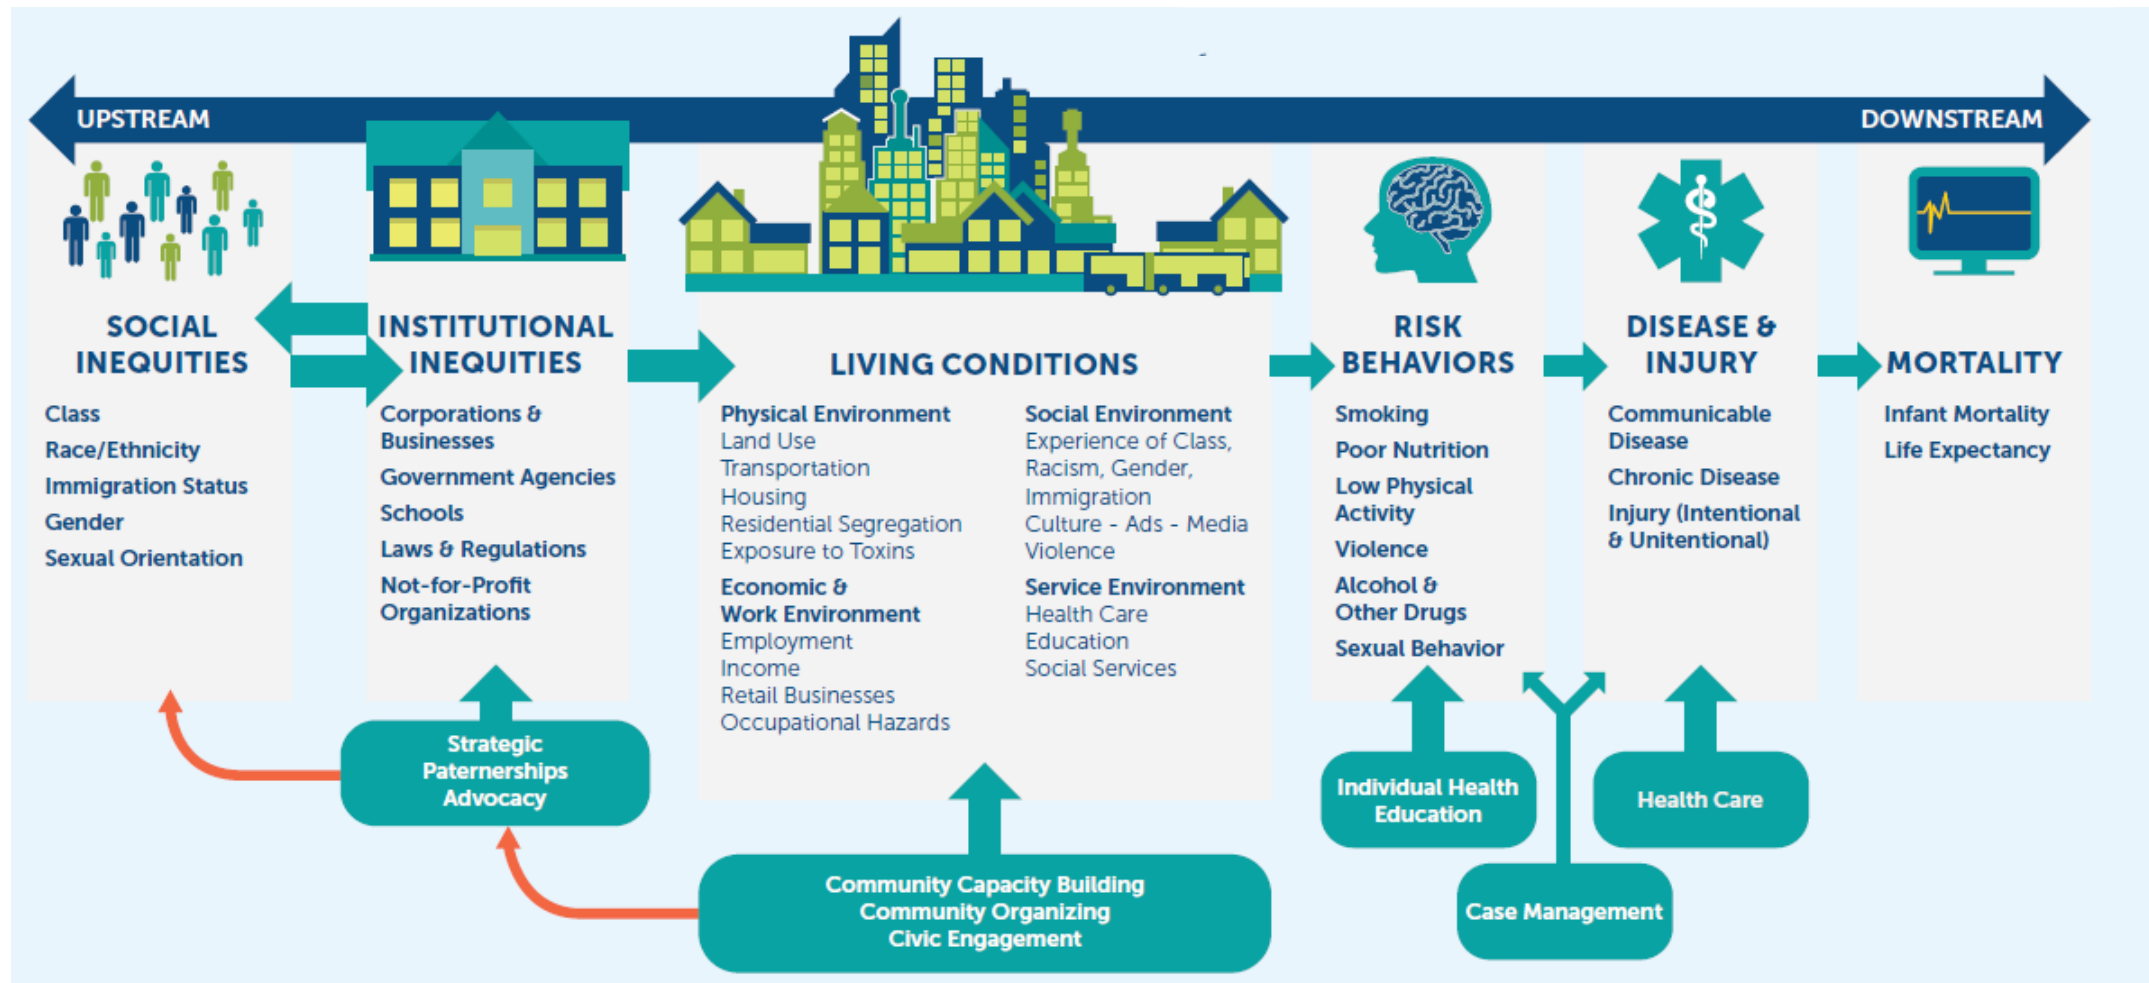 UPSTREAM
DOWNSTREAM
SOCIAL
INEQUITIES
Class
Race/Ethnicity
Immigration Status
Gender
Sexual Orientation
INSTITUTIONAL
INEQUITIES
Corporations &
Businesses
Government Agencies
Schools
Laws & Regulations
Not-for-Profit
Organizations
LIVING CONDITIONS
Physical Environment
Land Use
Transportation
Housing
Residential Segregation
Exposure to Toxins
Economic &
Work Environment
Employment
Income
Retail Businesses
Occupational Hazards
Social Environment
Experience of Class,
Racism, Gender,
Immigration
Culture - Ads - Media
Violence
Service Environment
Health Care
Education
Social Services
RISK
BEHAVIORS
Smoking
Poor Nutrition
Low Physical
Activity
Violence
Alcohol &
Other Drugs
Sexual Behavior
DISEASE &
INJURY
Communicable
Disease
Chronic Disease
Injury (Intentional
& Unitentional)
MORTALITY
Infant Mortality
Life Expectancy
Strategic
Paternerships
Advocacy
Community Capacity Building
Community Organizing
Civic Engagement
Individual Health
Education
Case Management
Health Care